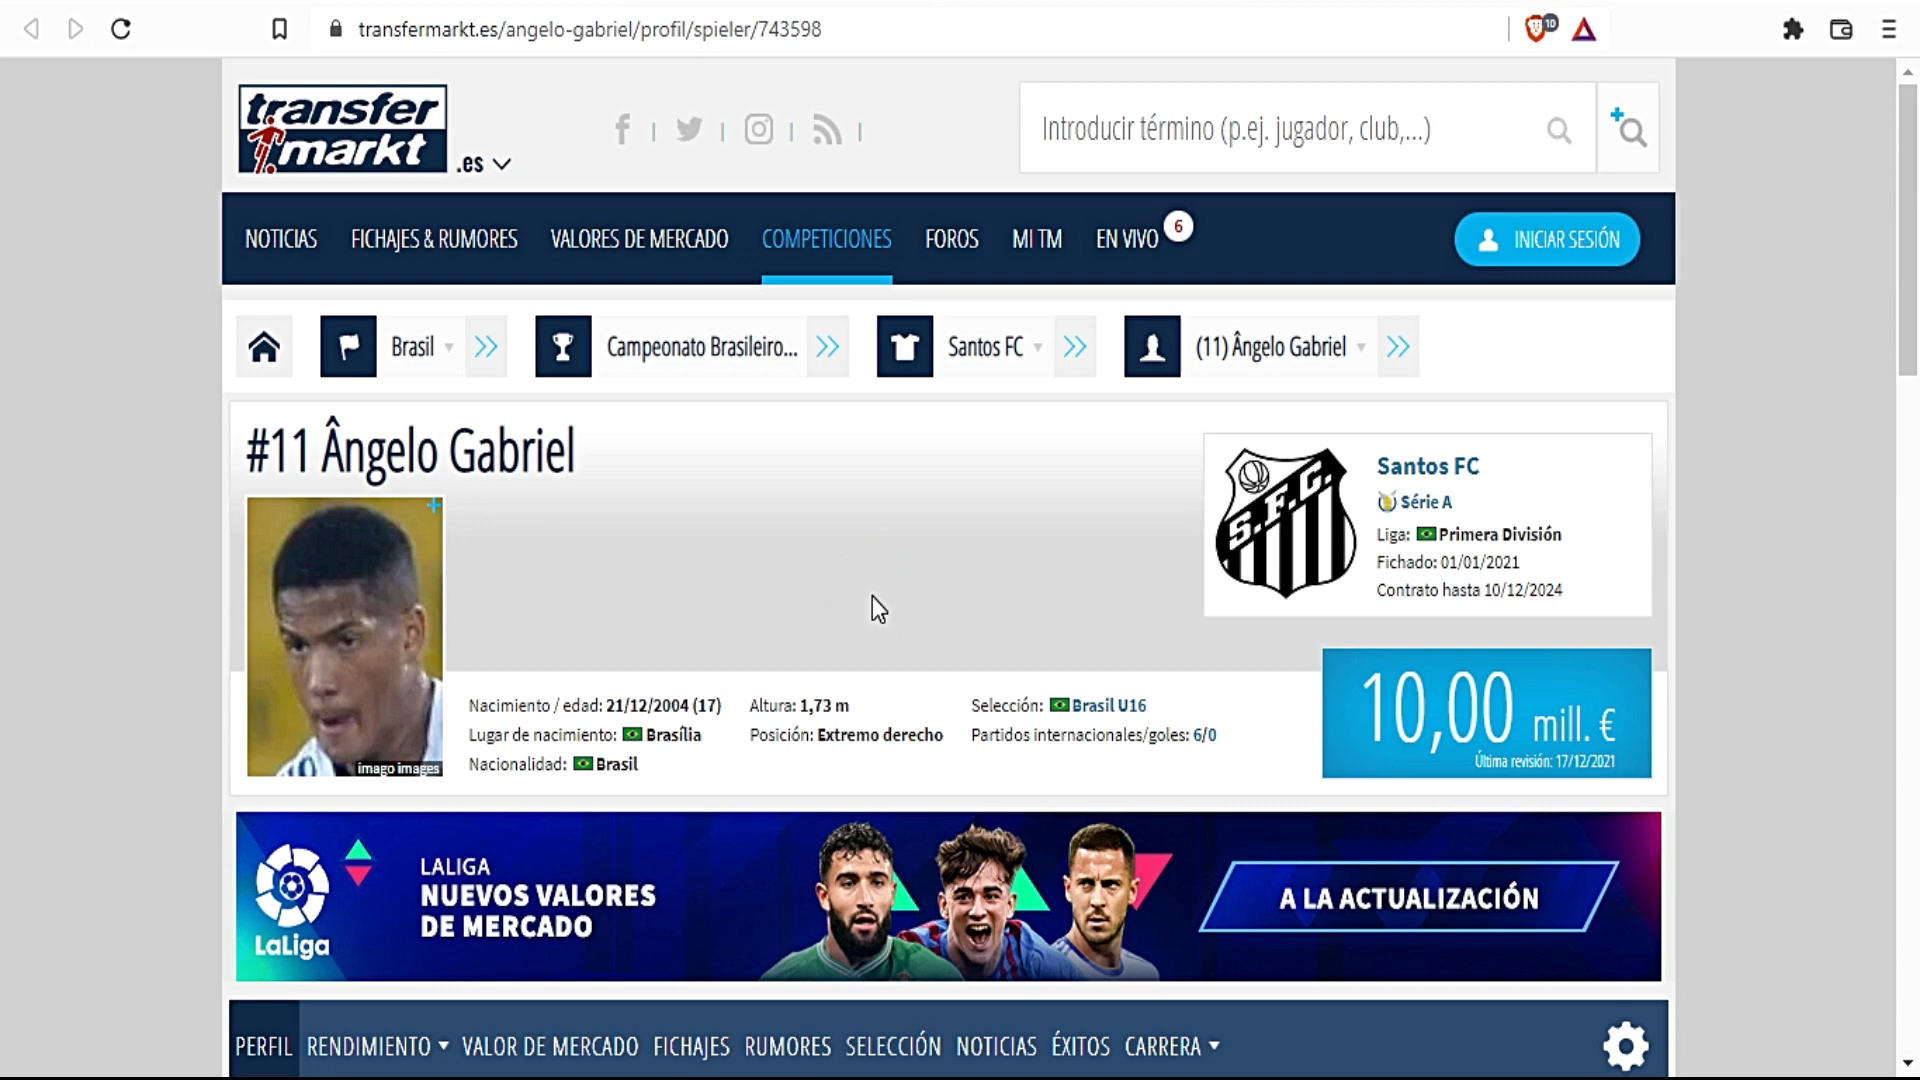 transfermarkt.es/angelo-gabriel/profil/spieler/743598
10
transfer
markt
.es
Introducir término (p.ej. jugador, club,...)
NOTICIAS FICHAJES & RUMORES VALORES DE MERCADO COMPETICIONES FOROS MI TM EN VIVO 6 INICIAR SESIÓN
Brasil Campeonato Brasileiro... Santos FC (11) Ângelo Gabriel
#11 Ângelo Gabriel
S.F.C.
Santos FC
Série A
Liga: Primera División
Fichado: 01/01/2021
Contrato hasta 10/12/2024
imago images
Nacimiento / edad: 21/12/2004 (17)
Lugar de nacimiento: Brasília
Nacionalidad: Brasil
Altura: 1,73 m
Posición: Extremo derecho
Selección: Brasil U16
Partidos internacionales/goles: 6/0
10,00 mill. €
Última revisión: 17/12/2021
LaLiga
LALIGA
NUEVOS VALORES
DE MERCADO
A LA ACTUALIZACIÓN
PERFIL RENDIMIENTO VALOR DE MERCADO FICHAJES RUMORES SELECCIÓN NOTICIAS ÉXITOS CARRERA